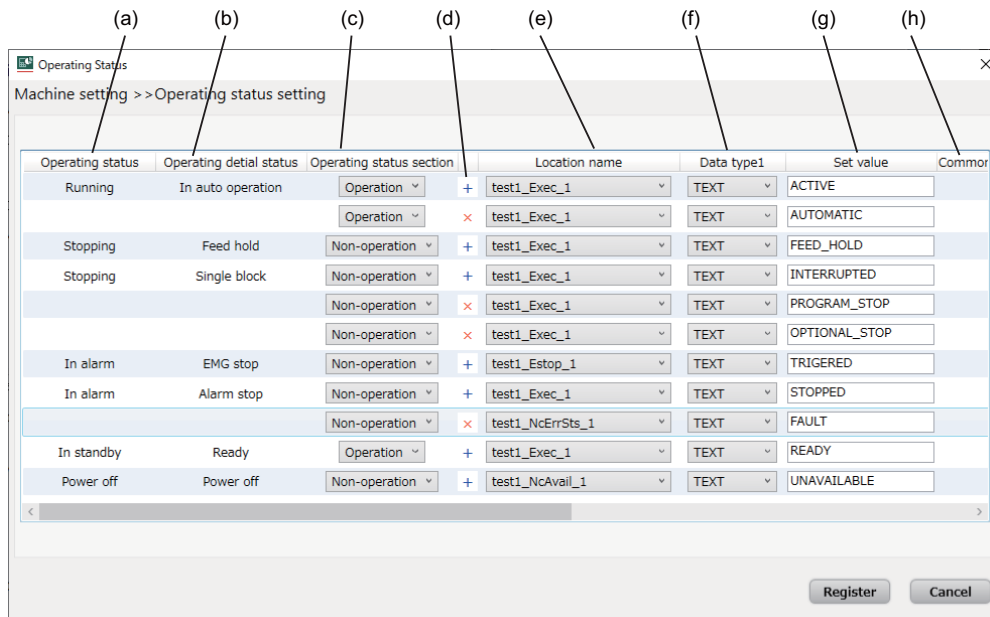 (a) (b) (c) (d) (e) (f) (g) (h)
Operating Status
Machine setting >>Operating status setting
Operating status Operating detial status Operating status section Location name Data type1 Set value Commor
Running In auto operation Operation + test1_Exec_1 TEXT ACTIVE
Operation × test1_Exec_1 TEXT AUTOMATIC
Stopping Feed hold Non-operation + test1_Exec_1 TEXT FEED_HOLD
Stopping Single block Non-operation + test1_Exec_1 TEXT INTERRUPTED
Non-operation × test1_Exec_1 TEXT PROGRAM_STOP
Non-operation × test1_Exec_1 TEXT OPTIONAL_STOP
In alarm EMG stop Non-operation + test1_Estop_1 TEXT TRIGERED
In alarm Alarm stop Non-operation + test1_Exec_1 TEXT STOPPED
Non-operation × test1_NcErrSts_1 TEXT FAULT
In standby Ready Operation + test1_Exec_1 TEXT READY
Power off Power off Non-operation + test1_NcAvail_1 TEXT UNAVAILABLE
Register Cancel